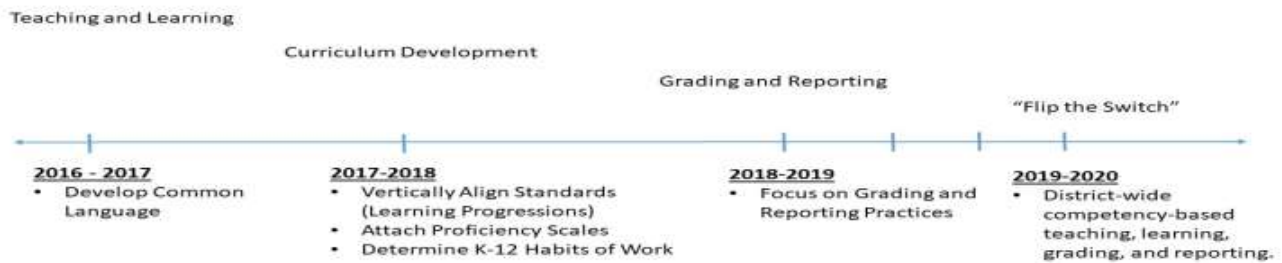 Teaching and Learning
Curriculum Development
Grading and Reporting
“Flip the Switch”
2016 - 2017
• Develop Common
Language
2017-2018
• Vertically Align Standards
(Learning Progressions)
• Attach Proficiency Scales
• Determine K-12 Habits of Work
2018-2019
• Focus on Grading and
Reporting Practices
2019-2020
• District-wide
competency-based
teaching, learning,
grading, and reporting.